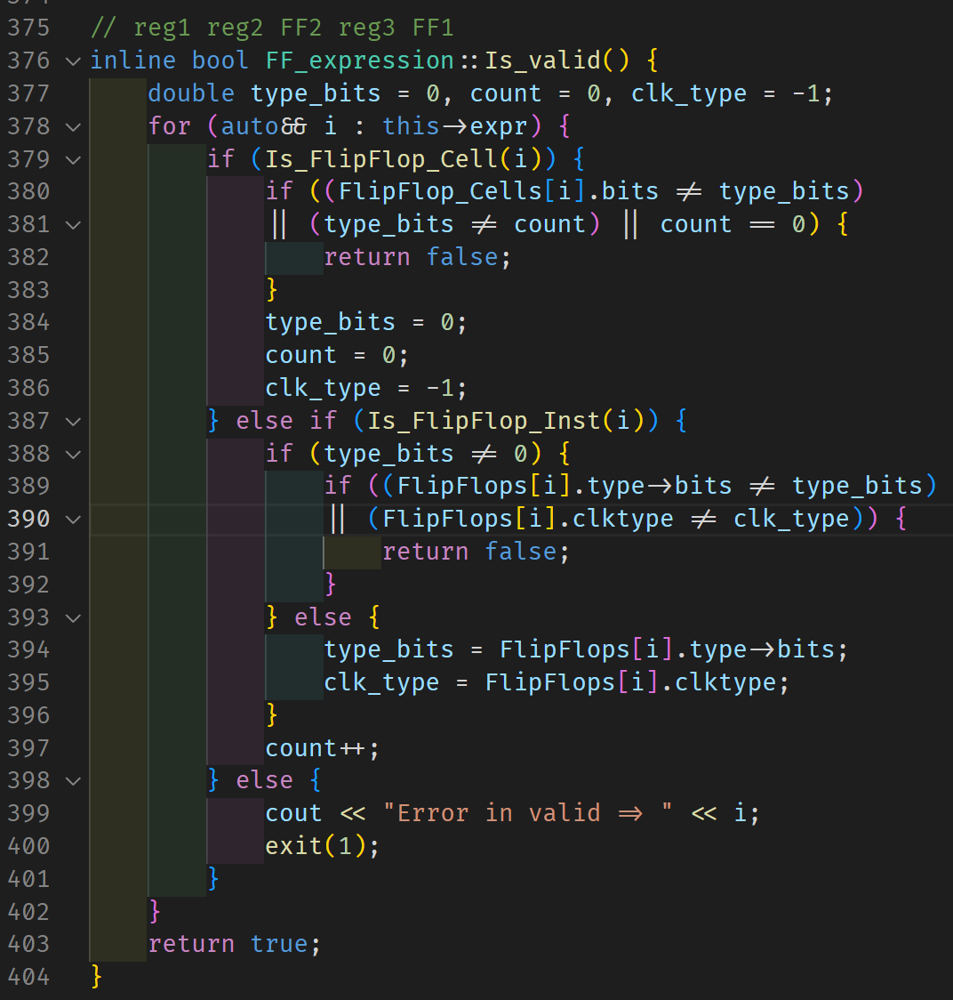 375 // reg1 reg2 FF2 reg3 FF1
376 inline bool FF_expression::Is_valid() {
377     double type_bits = 0, count = 0, clk_type = -1;
378     for (auto&& i : this->expr) {
379         if (Is_FlipFlop_Cell(i)) {
380             if ((FlipFlop_Cells[i].bits != type_bits)
381             || (type_bits != count) || count == 0) {
382                 return false;
383             }
384             type_bits = 0;
385             count = 0;
386             clk_type = -1;
387         } else if (Is_FlipFlop_Inst(i)) {
388             if (type_bits != 0) {
389                 if ((FlipFlops[i].type->bits != type_bits)
390                 || (FlipFlops[i].clktype != clk_type)) {
391                     return false;
392                 }
393             } else {
394                 type_bits = FlipFlops[i].type->bits;
395                 clk_type = FlipFlops[i].clktype;
396             }
397             count++;
398         } else {
399             cout << "Error in valid => " << i;
400             exit(1);
401         }
402     }
403     return true;
404 }